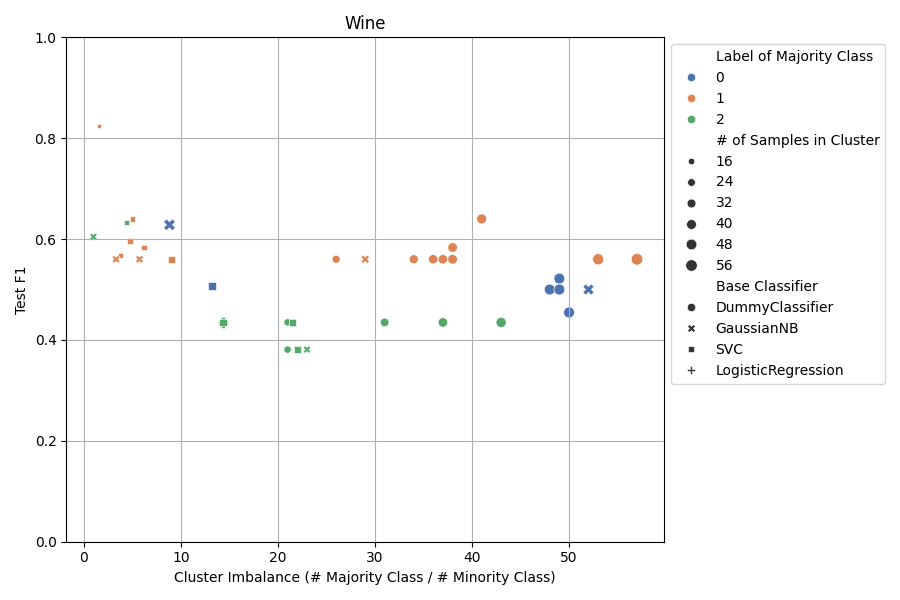 Wine
1.0
0.8
0.6
0.4
0.2
0.0
Test F1
0 10 20 30 40 50
Cluster Imbalance (# Majority Class / # Minority Class)
Label of Majority Class
0
1
2
# of Samples in Cluster
16
24
32
40
48
56
Base Classifier
DummyClassifier
GaussianNB
SVC
LogisticRegression